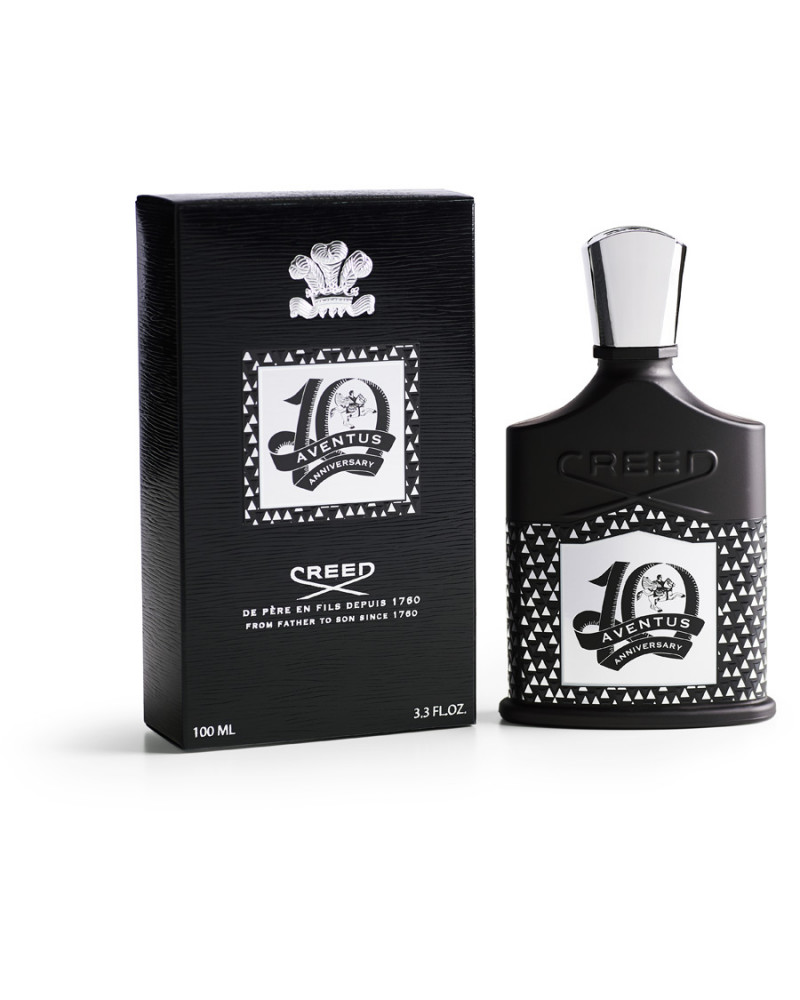 10
AVENTUS
ANNIVERSARY
CREED
DE PÈRE EN FILS DEPUIS 1760
FROM FATHER TO SON SINCE 1760
100 ML
3.3 FL.OZ.
CREED
10
AVENTUS
ANNIVERSARY